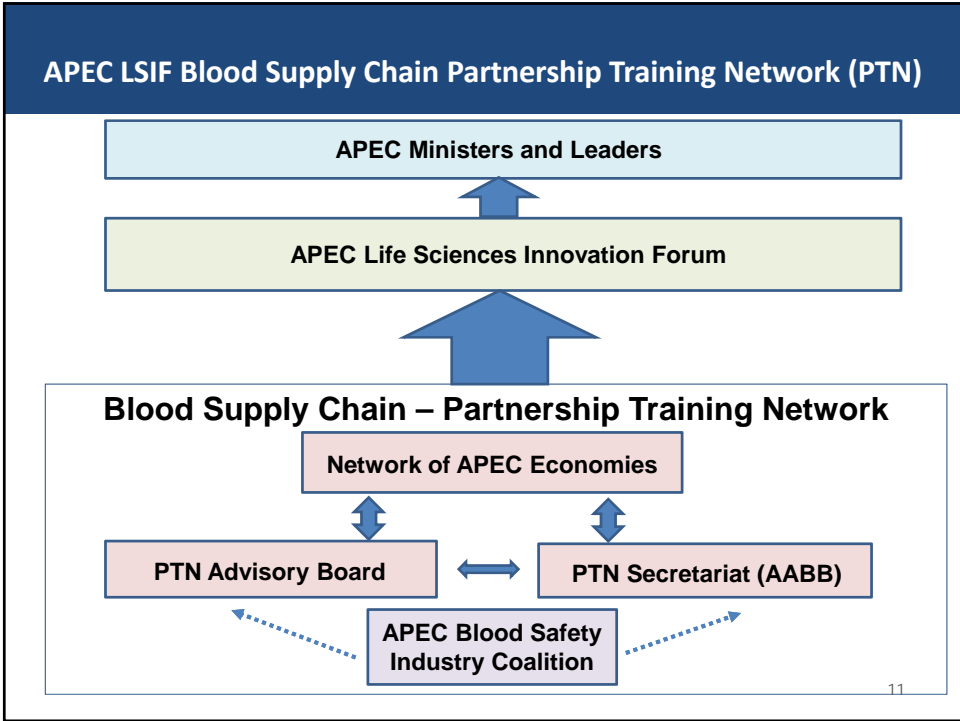 APEC LSIF Blood Supply Chain Partnership Training Network (PTN)
APEC Ministers and Leaders
APEC Life Sciences Innovation Forum
Blood Supply Chain – Partnership Training Network
Network of APEC Economies
PTN Advisory Board
PTN Secretariat (AABB)
APEC Blood Safety
Industry Coalition
11